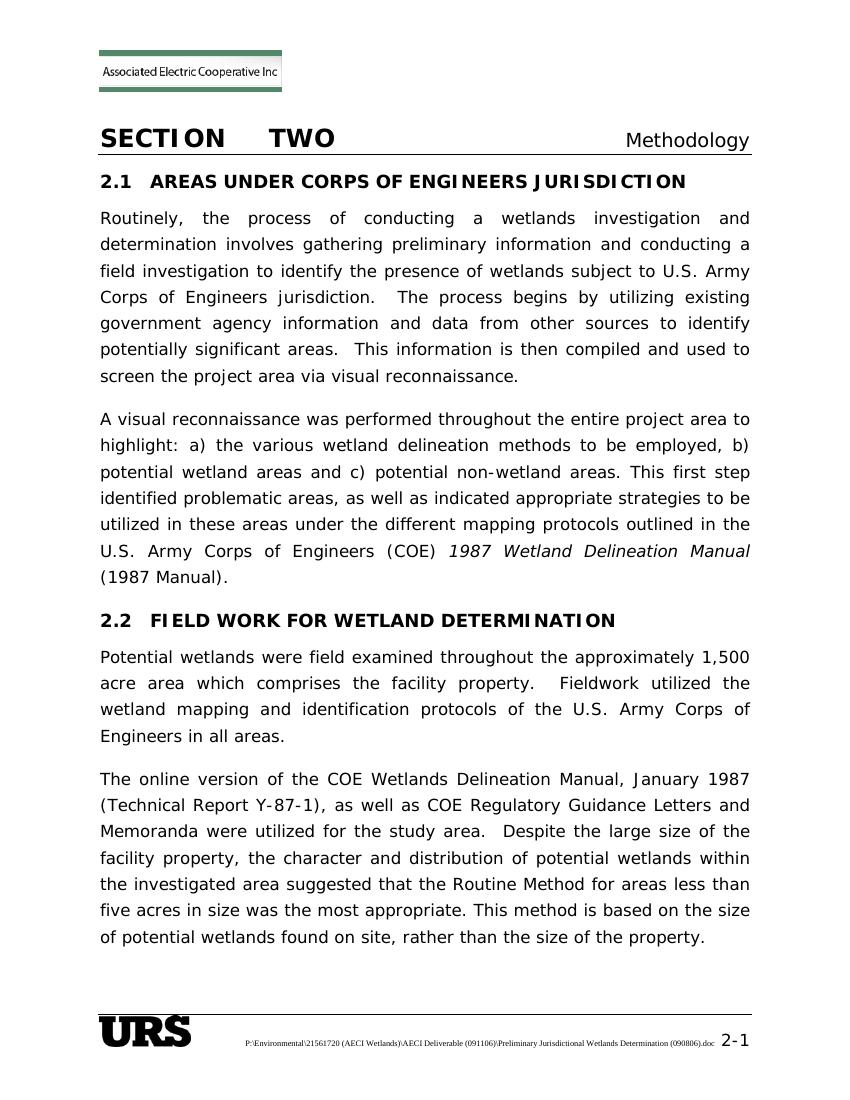 Associated Electric Cooperative Inc
SECTION TWO Methodology
2.1 AREAS UNDER CORPS OF ENGINEERS JURISDICTION
Routinely, the process of conducting a wetlands investigation and
determination involves gathering preliminary information and conducting a
field investigation to identify the presence of wetlands subject to U.S. Army
Corps of Engineers jurisdiction. The process begins by utilizing existing
government agency information and data from other sources to identify
potentially significant areas. This information is then compiled and used to
screen the project area via visual reconnaissance.
A visual reconnaissance was performed throughout the entire project area to
highlight: a) the various wetland delineation methods to be employed, b)
potential wetland areas and c) potential non-wetland areas. This first step
identified problematic areas, as well as indicated appropriate strategies to be
utilized in these areas under the different mapping protocols outlined in the
U.S. Army Corps of Engineers (COE) 1987 Wetland Delineation Manual
(1987 Manual).
2.2 FIELD WORK FOR WETLAND DETERMINATION
Potential wetlands were field examined throughout the approximately 1,500
acre area which comprises the facility property. Fieldwork utilized the
wetland mapping and identification protocols of the U.S. Army Corps of
Engineers in all areas.
The online version of the COE Wetlands Delineation Manual, January 1987
(Technical Report Y-87-1), as well as COE Regulatory Guidance Letters and
Memoranda were utilized for the study area. Despite the large size of the
facility property, the character and distribution of potential wetlands within
the investigated area suggested that the Routine Method for areas less than
five acres in size was the most appropriate. This method is based on the size
of potential wetlands found on site, rather than the size of the property.
URS P:\Environmental\21561720 (AECI Wetlands)\AECI Deliverable (091106)\Preliminary Jurisdictional Wetlands Determination (090806).doc 2-1